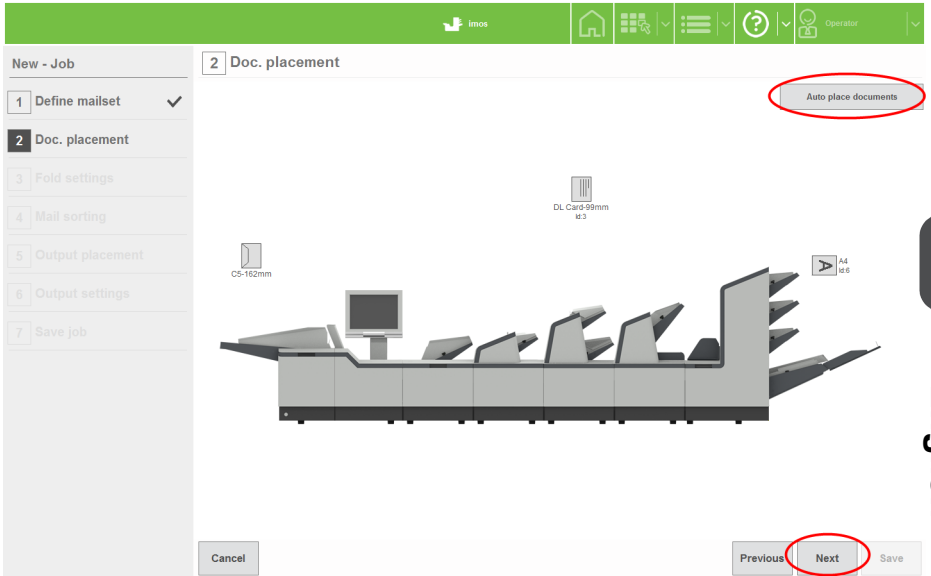 imos
Operator
New - Job
1 Define mailset
2 Doc. placement
3 Fold settings
4 Mail sorting
5 Output placement
6 Output settings
7 Save job
2 Doc. placement
Auto place documents
DL Card-99mm
Id:3
C5-162mm
A
A4
Id:6
Cancel
Previous
Next
Save